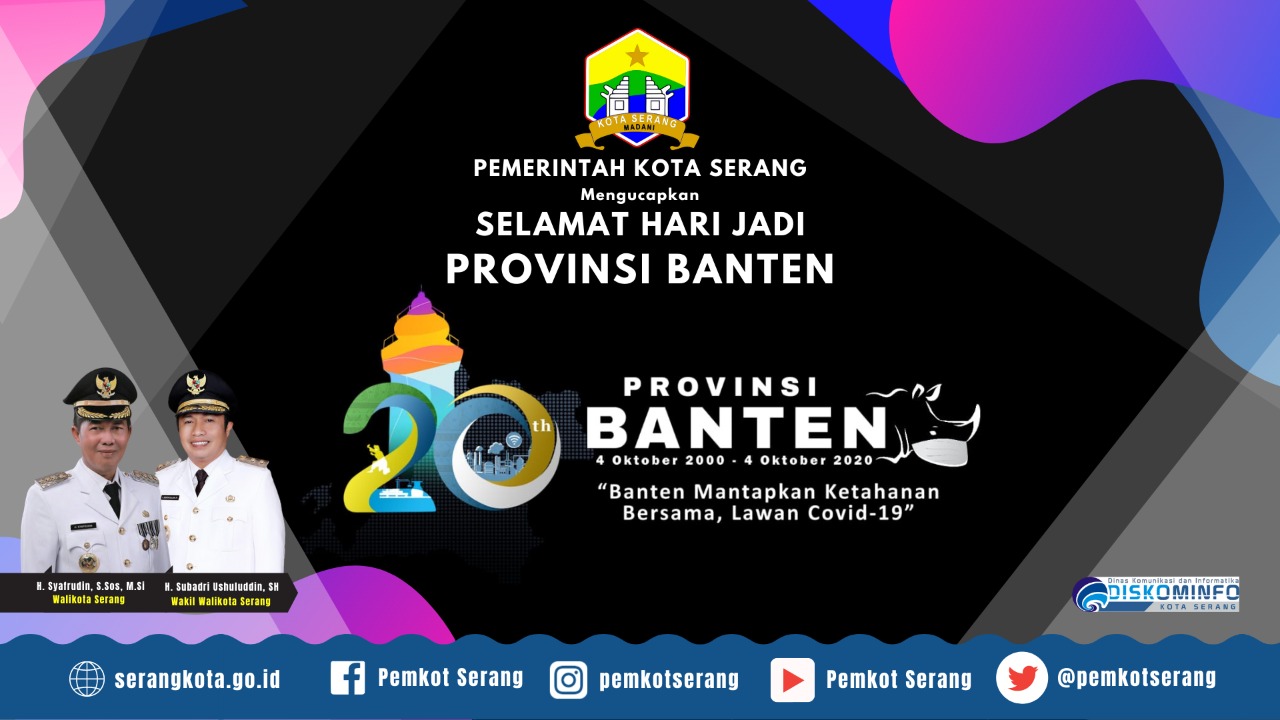 KOTA SERANG
MADANI
PEMERINTAH KOTA SERANG
Mengucapkan
SELAMAT HARI JADI
PROVINSI BANTEN
20th
PROVINSI
BANTEN
4 Oktober 2000 - 4 Oktober 2020
“Banten Mantapkan Ketahanan
Bersama, Lawan Covid-19”
H. Syafrudin, S.Sos, M.Si
Walikota Serang
H. Subadri Ushuluddin, SH
Wakil Walikota Serang
Dinas Komunikasi dan Informatika
DISKOMINFO
KOTA SERANG
serangkota.go.id
Pemkot Serang
pemkotserang
Pemkot Serang
@pemkotserang